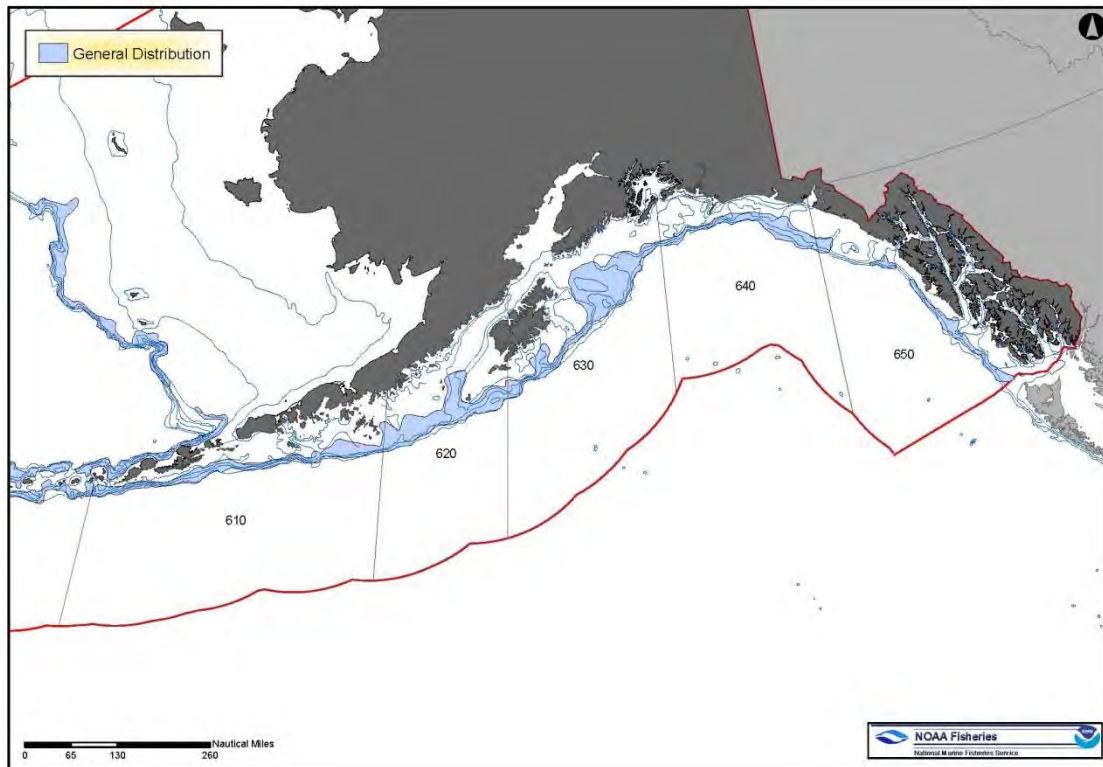 General Distribution
640
650
630
620
610
Nautical Miles
0 65 130 260
NOAA Fisheries
National Marine Fisheries Service